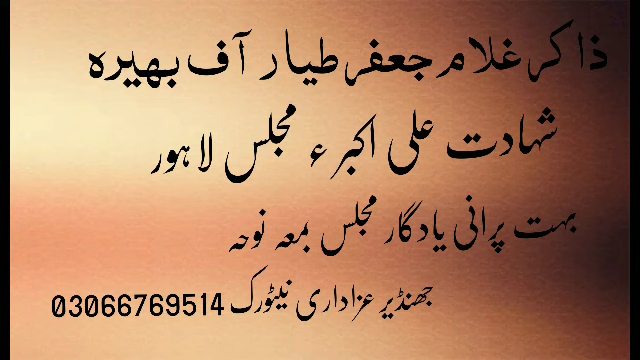 ذاکر غلام جعفر طیار آف بھیرہ
شہادت علی اکبر ء مجلس لاہور
بہت پرانی یادگار مجلس بمعہ نوحہ
جھنڈیر عزاداری نیٹورک 03066769514